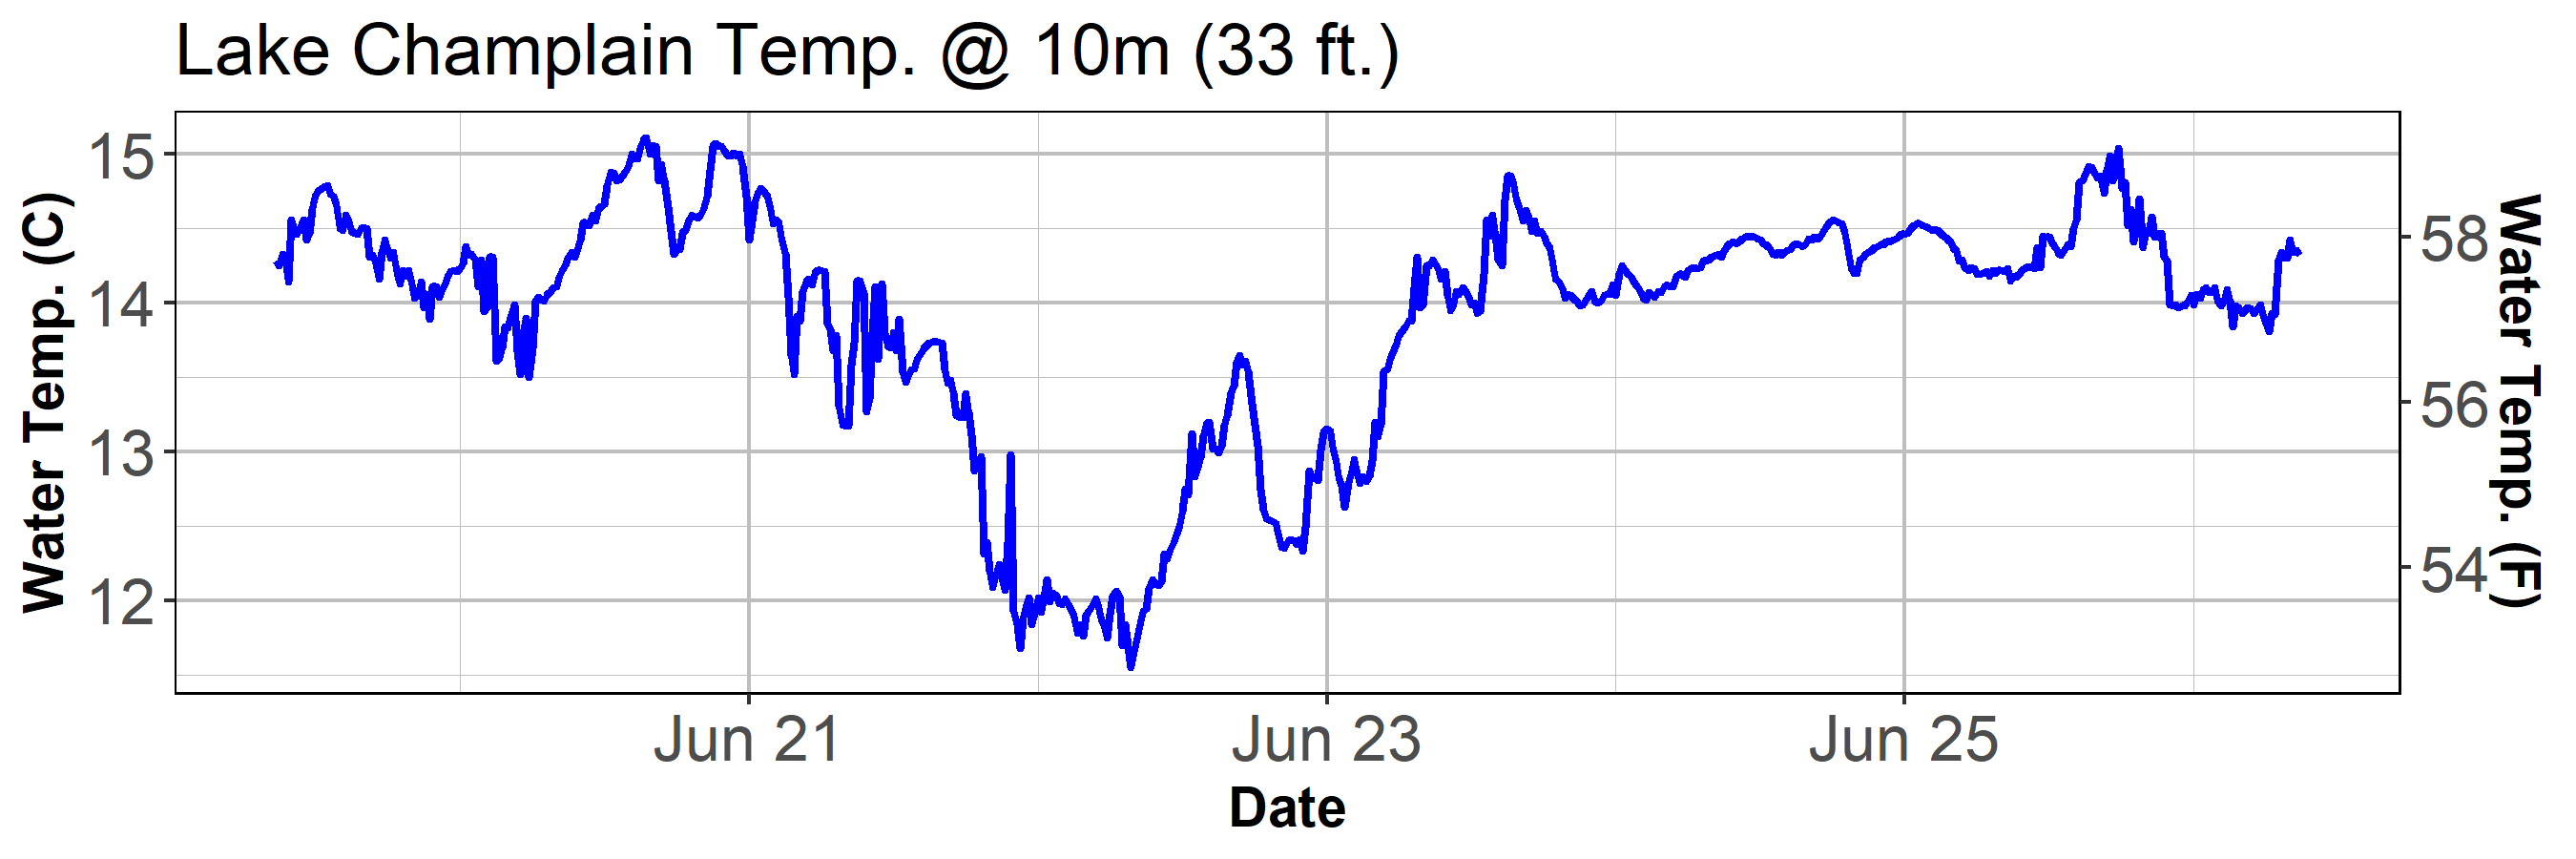 Lake Champlain Temp. @ 10m (33 ft.)
Water Temp. (C)
15
14
13
12
58
56
54
Water Temp. (F)
Jun 21 Jun 23 Jun 25
Date